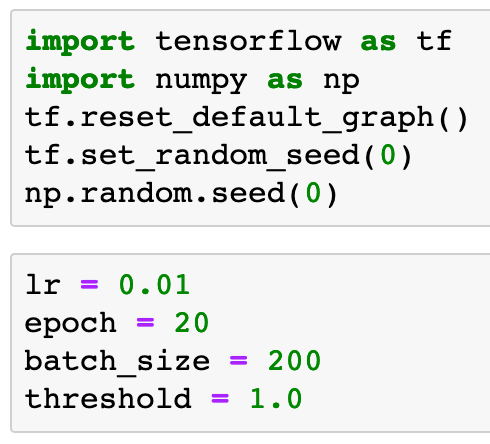 import tensorflow as tf
import numpy as np
tf.reset_default_graph()
tf.set_random_seed(0)
np.random.seed(0)
lr = 0.01
epoch = 20
batch_size = 200
threshold = 1.0